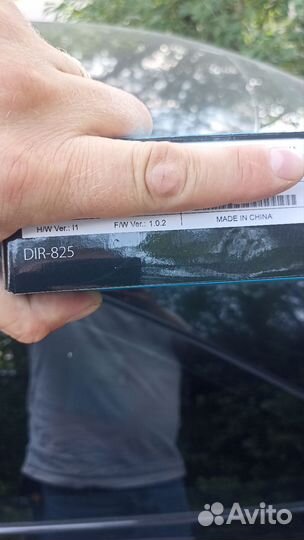 H/W Ver.: I1 F/W Ver.: 1.0.2 MADE IN CHINA
DIR-825
Avito